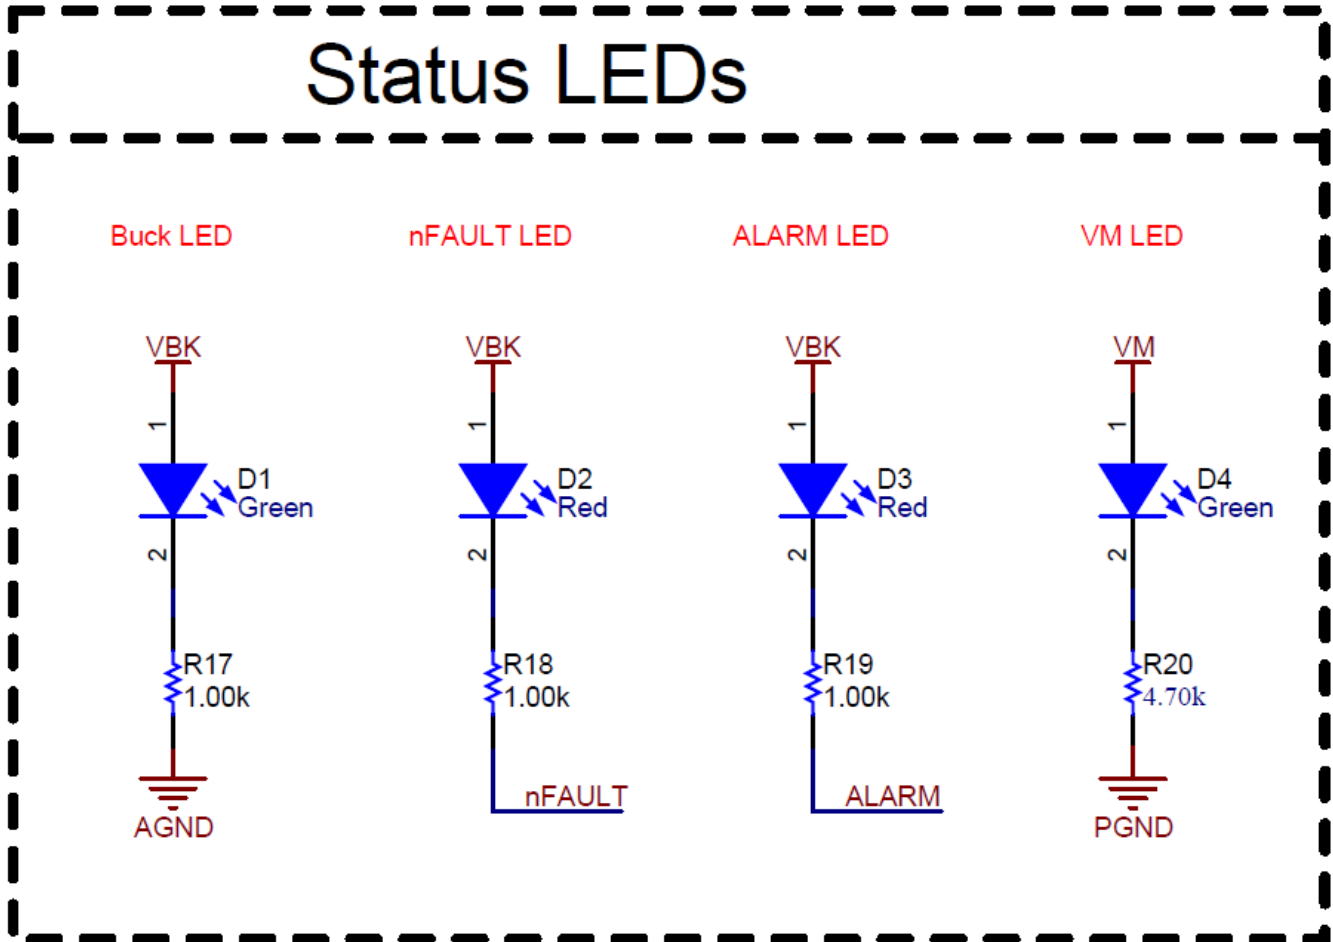 Status LEDs
Buck LED
nFAULT LED
ALARM LED
VM LED
VBK
VBK
VBK
VM
1
1
1
1
D1
Green
D2
Red
D3
Red
D4
Green
2
2
2
2
R17
1.00k
R18
1.00k
R19
1.00k
R20
4.70k
nFAULT
ALARM
AGND
PGND